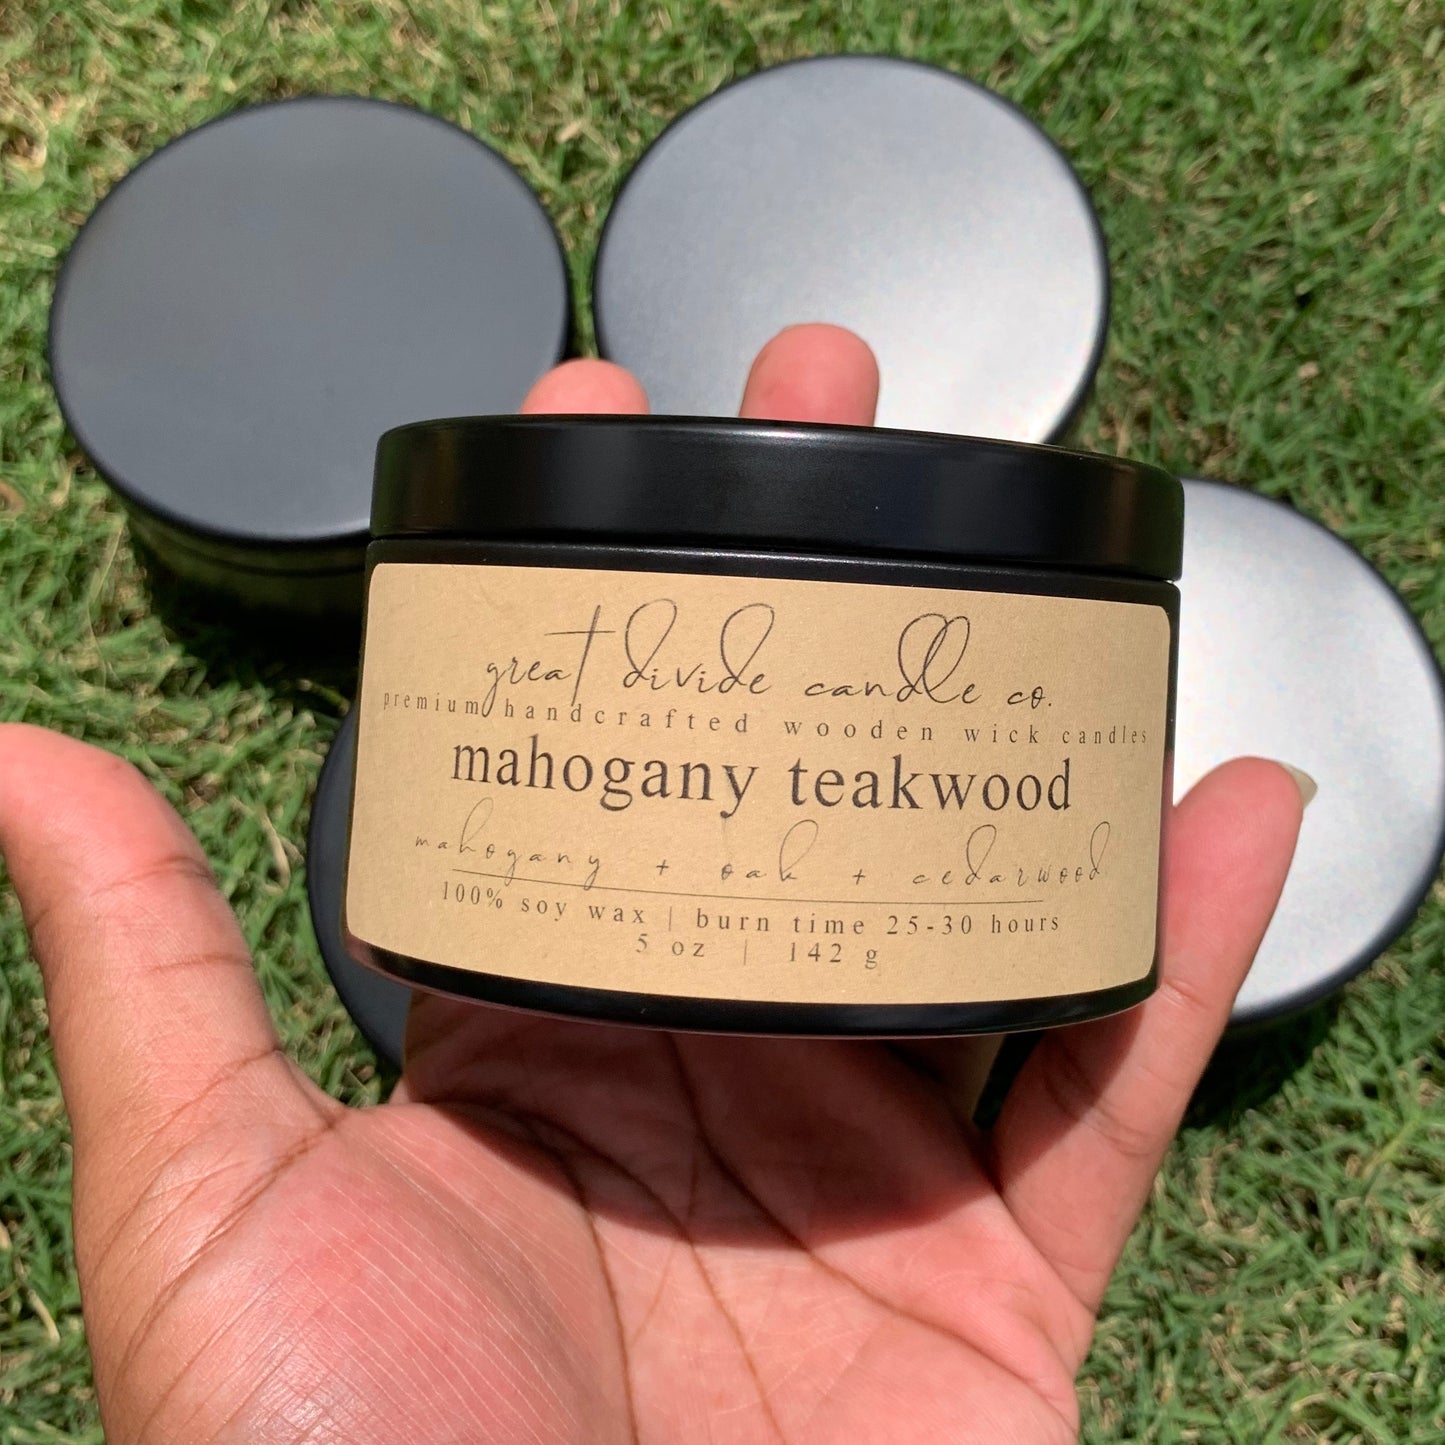 great divide candle co.
premium handcrafted wooden wick candles
mahogany teakwood
mahogany + oak + cedarwood
100% soy wax | burn time 25-30 hours
5 oz | 142 g